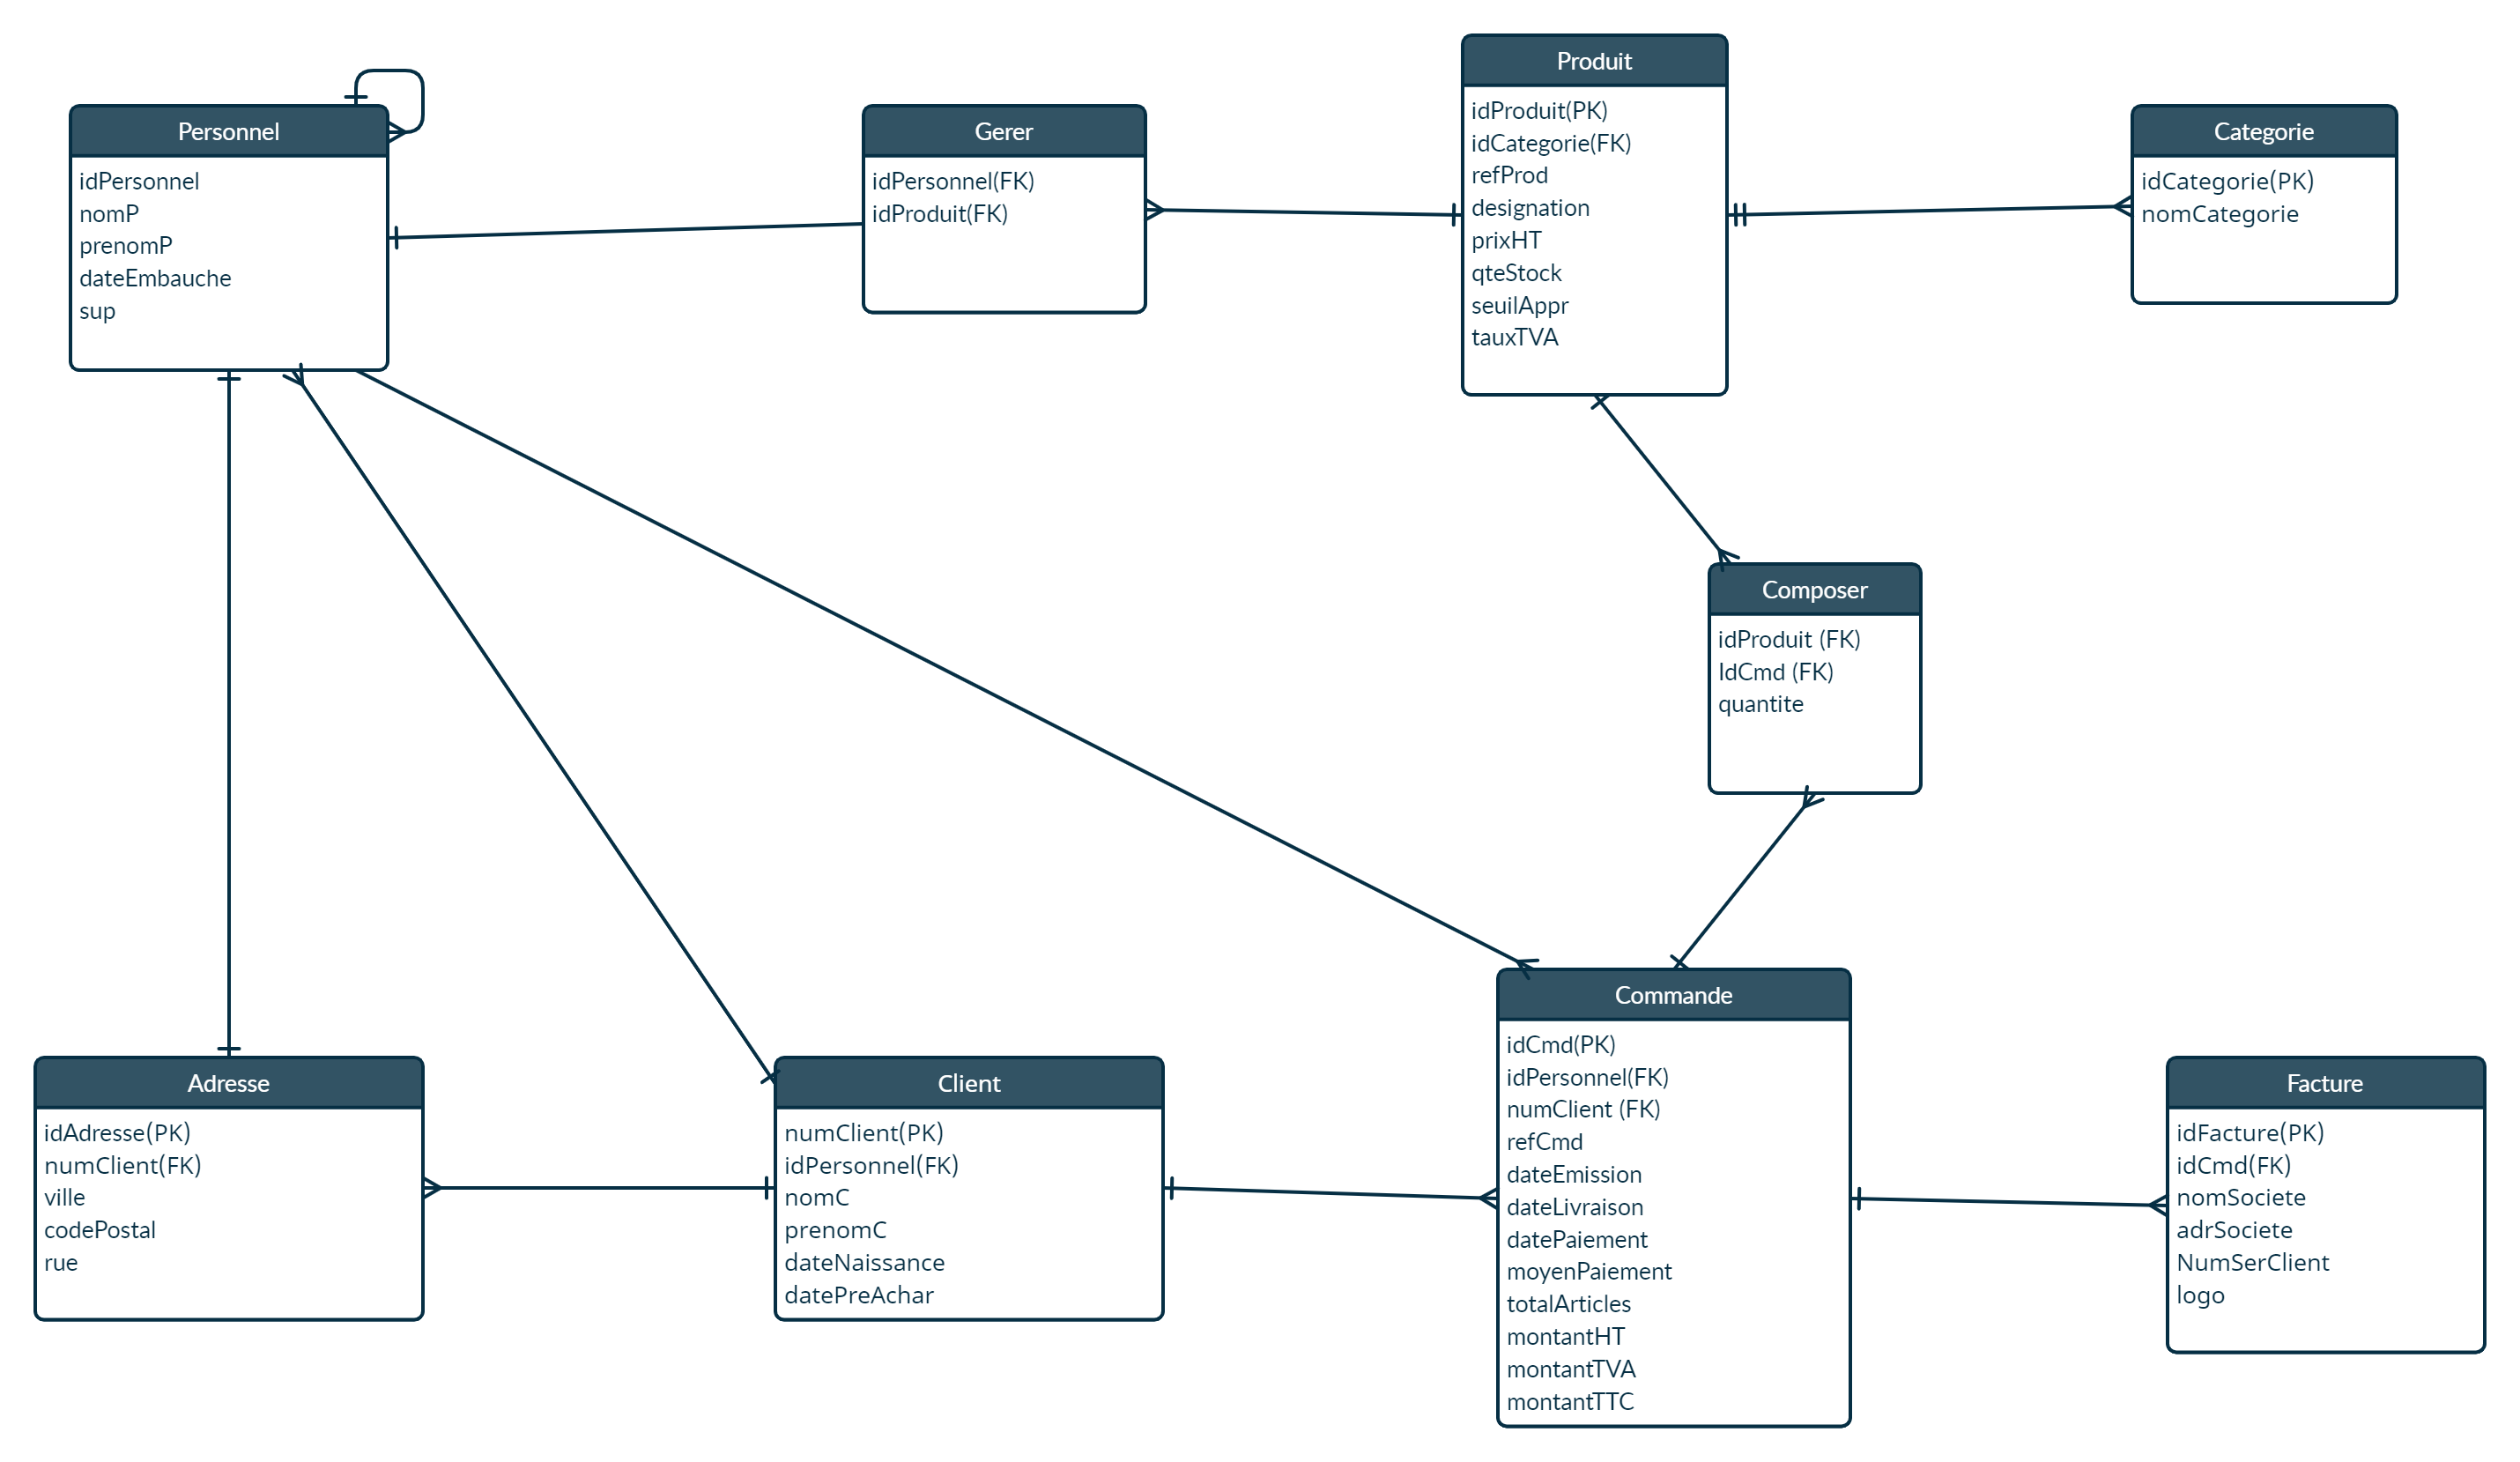 Personnel
idPersonnel
nomP
prenomP
dateEmbauche
sup
Gerer
idPersonnel(FK)
idProduit(FK)
Produit
idProduit(PK)
idCategorie(FK)
refProd
designation
prixHT
qteStock
seuilAppr
tauxTVA
Categorie
idCategorie(PK)
nomCategorie
Composer
idProduit (FK)
IdCmd (FK)
quantite
Adresse
idAdresse(PK)
numClient(FK)
ville
codePostal
rue
Client
numClient(PK)
idPersonnel(FK)
nomC
prenomC
dateNaissance
datePreAchar
Commande
idCmd(PK)
idPersonnel(FK)
numClient (FK)
refCmd
dateEmission
dateLivraison
datePaiement
moyenPaiement
totalArticles
montantHT
montantTVA
montantTTC
Facture
idFacture(PK)
idCmd(FK)
nomSociete
adrSociete
NumSerClient
logo